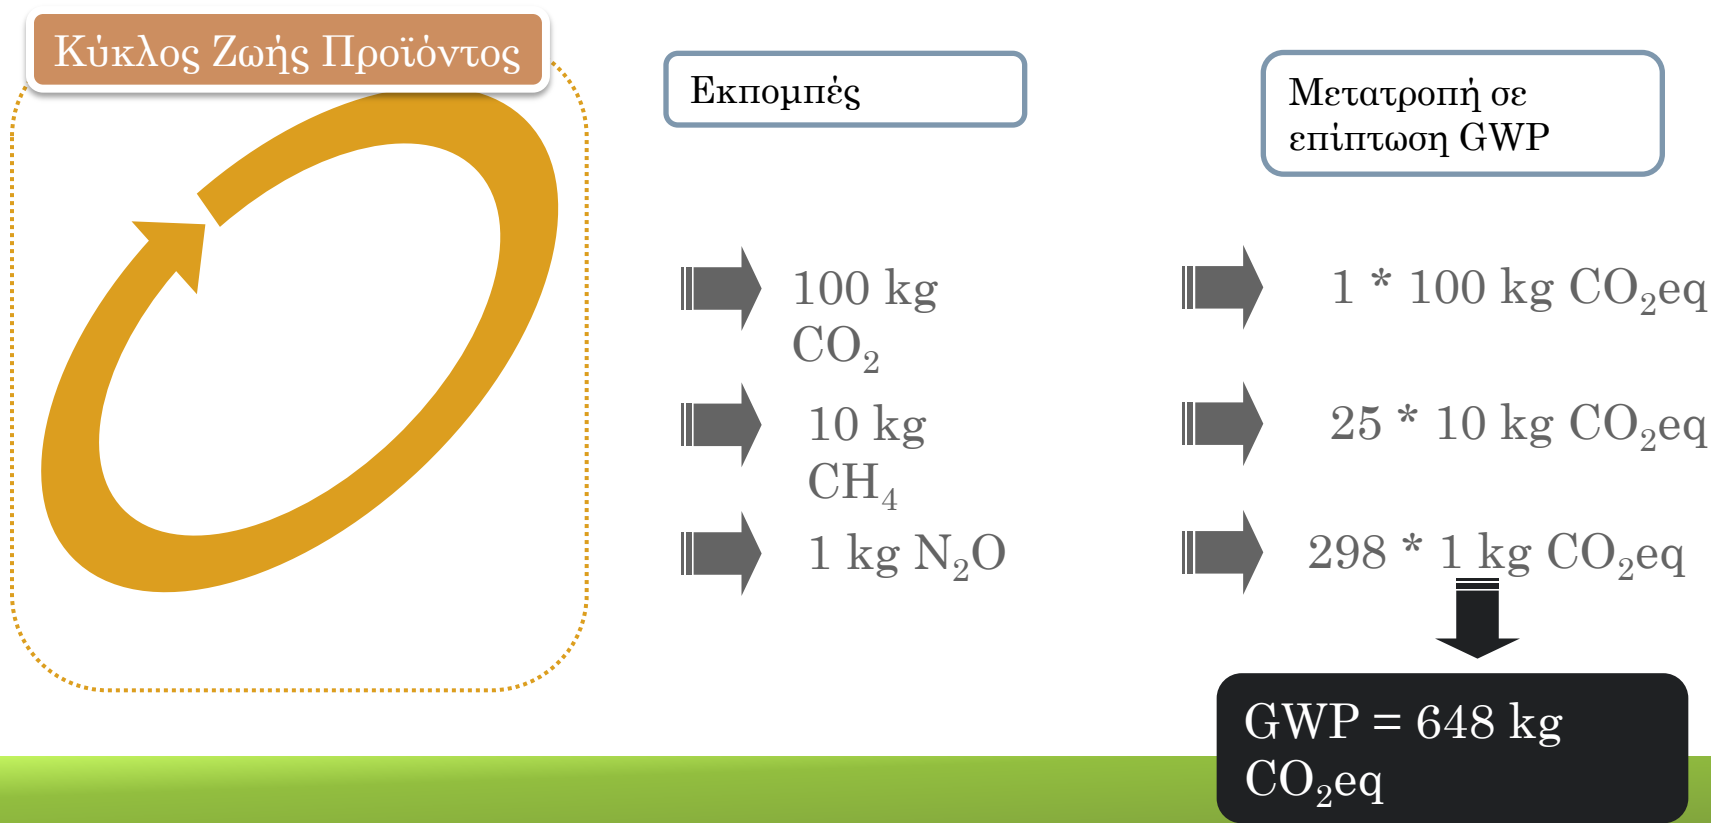 Κύκλος Ζωής Προϊόντος
Εκπομπές
Μετατροπή σε
επίπτωση GWP
100 kg
CO₂
1 * 100 kg CO₂eq
10 kg
CH₄
25 * 10 kg CO₂eq
1 kg N₂O
298 * 1 kg CO₂eq
GWP = 648 kg
CO₂eq